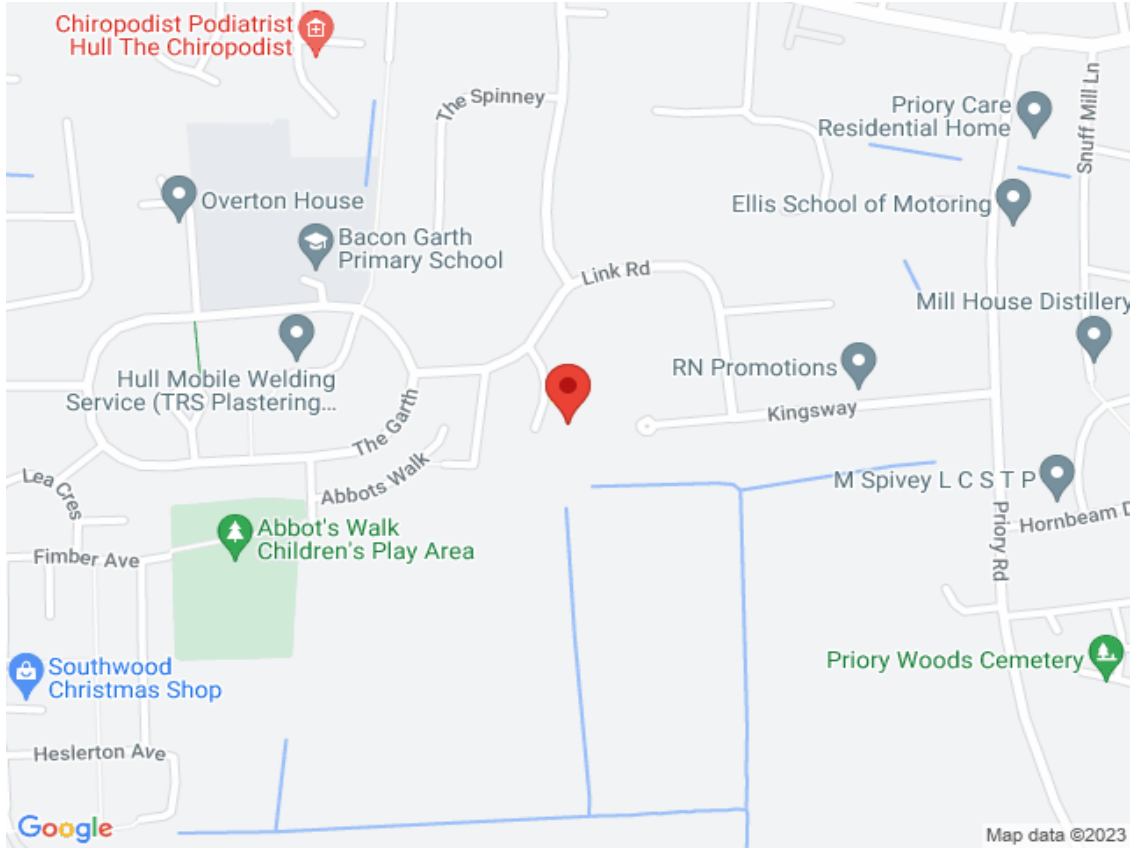 Chiropodist Podiatrist
Hull The Chiropodist
The Spinney
Snuff Mill Ln
Priory Care
Residential Home
Overton House
Ellis School of Motoring
Bacon Garth
Primary School
Link Rd
Mill House Distillery
Hull Mobile Welding
Service (TRS Plastering...
RN Promotions
The Garth
Kingsway
Lea Cres
Abbots Walk
M Spivey L C S T P
Hornbeam D
Abbot's Walk
Children's Play Area
Fimber Ave
Priory Rd
Southwood
Christmas Shop
Priory Woods Cemetery
Heslerton Ave
Google
Map data ©2023